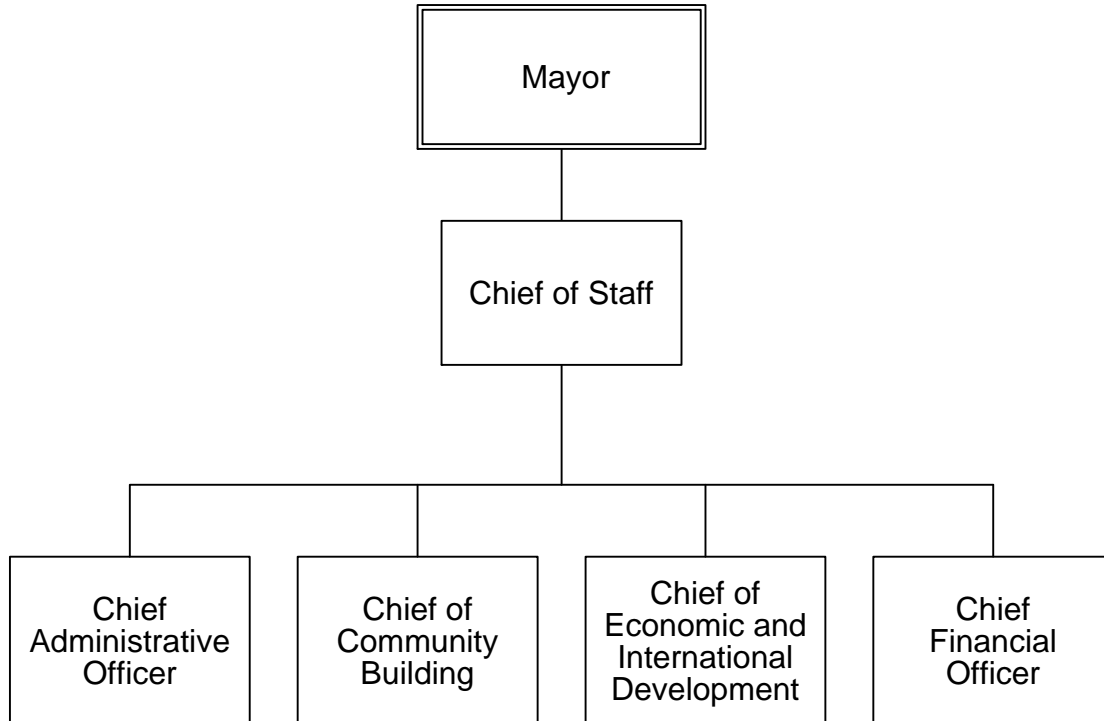 Mayor
Chief of Staff
Chief
Administrative
Officer
Chief of
Community
Building
Chief of
Economic and
International
Development
Chief
Financial
Officer